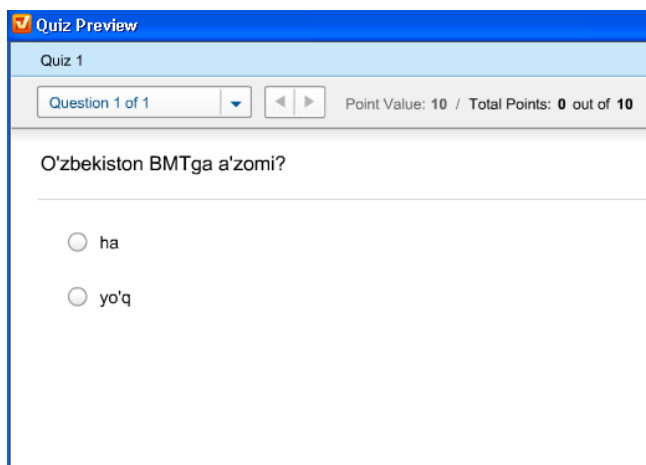 Quiz Preview
Quiz 1
Question 1 of 1
Point Value: 10 / Total Points: 0 out of 10
O'zbekiston BMTga a'zomi?
ha
yo'q